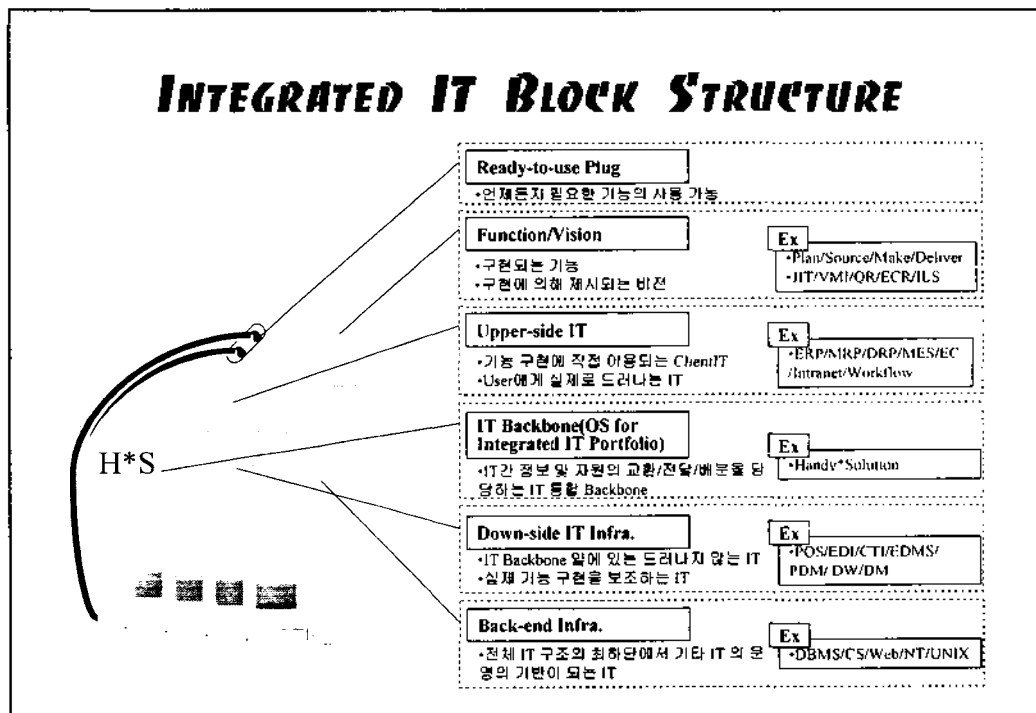 INTEGRATED IT BLOCK STRUCTURE
Ready-to-use Plug
•언제든지 필요한 기능의 사용 가능
Function/Vision
•구현되는 기능
•구현에 의해 제시되는 비전
Ex
•Plan/Source/Make/Deliver
•JIT/VMI/QR/ECR/ILS
Upper-side IT
•기능 구현에 직접 이용되는 ClientIT
•User에게 실제로 드러나는 IT
Ex
•ERP/MRP/DRP/MES/EC
/Intranet/Workflow
H*S
IT Backbone(OS for
Integrated IT Portfolio)
•IT간 정보 및 자원의 교환/전달/배분을 담
당하는 IT 통합 Backbone
Ex
•Handy*Solution
Down-side IT Infra.
•IT Backbone 밑에 있는 드러나지 않는 IT
•실제 기능 구현을 보조하는 IT
Ex
•POS/EDI/CTI/EDMS/
PDM/ DW/DM
Back-end Infra.
•전체 IT 구조의 최하단에서 기타 IT 의 운
영의 기반이 되는 IT
Ex
•DBMS/CS/Web/NT/UNIX